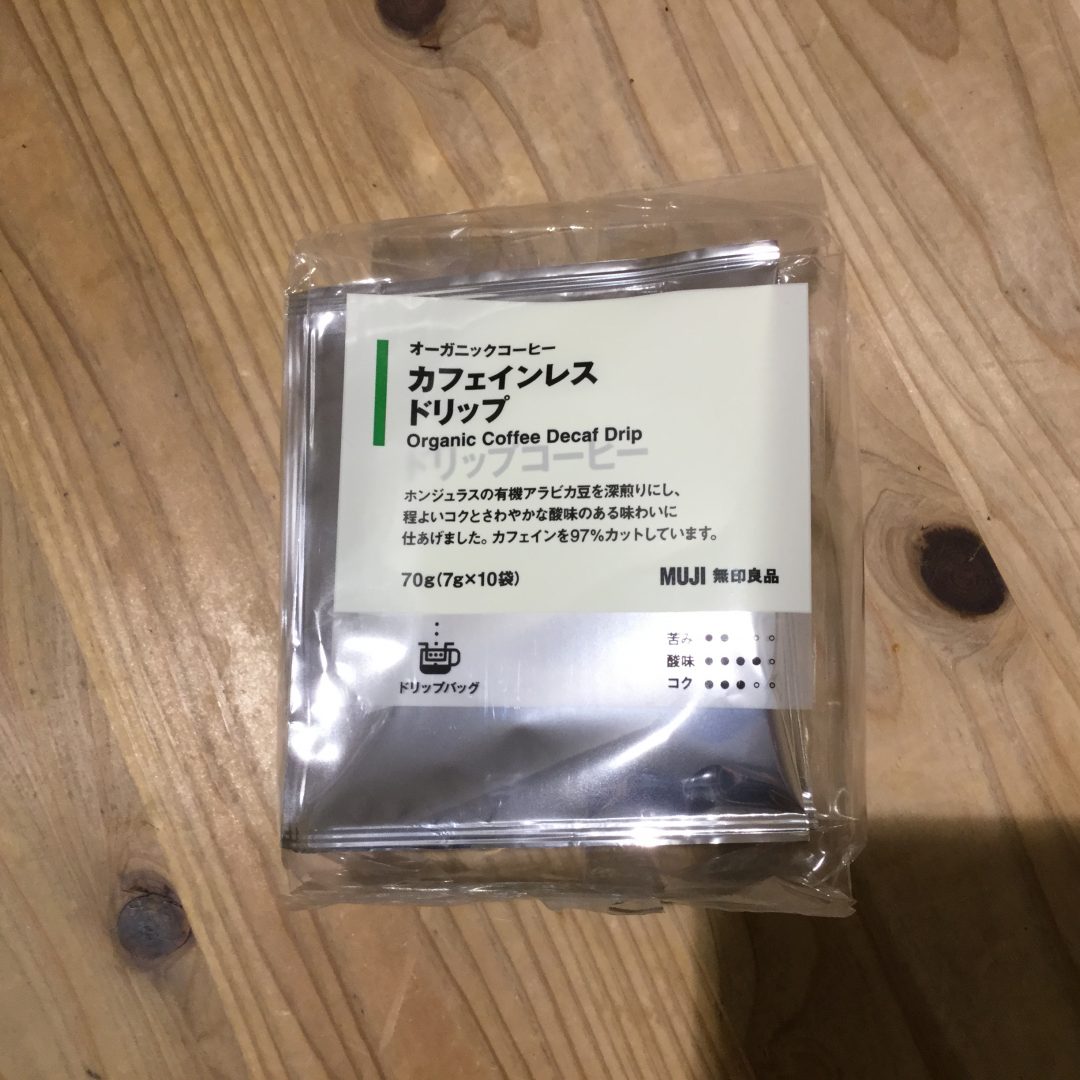 オーガニックコーヒー
カフェインレス
ドリップ
Organic Coffee Decaf Drip
ドリップコーヒー
ホンジュラスの有機アラビカ豆を深煎りにし、
程よいコクとさわやかな酸味のある味わいに
仕あげました。カフェインを97%カットしています。
70g(7g×10袋)
MUJI 無印良品
ドリップバッグ
苦み
酸味
コク